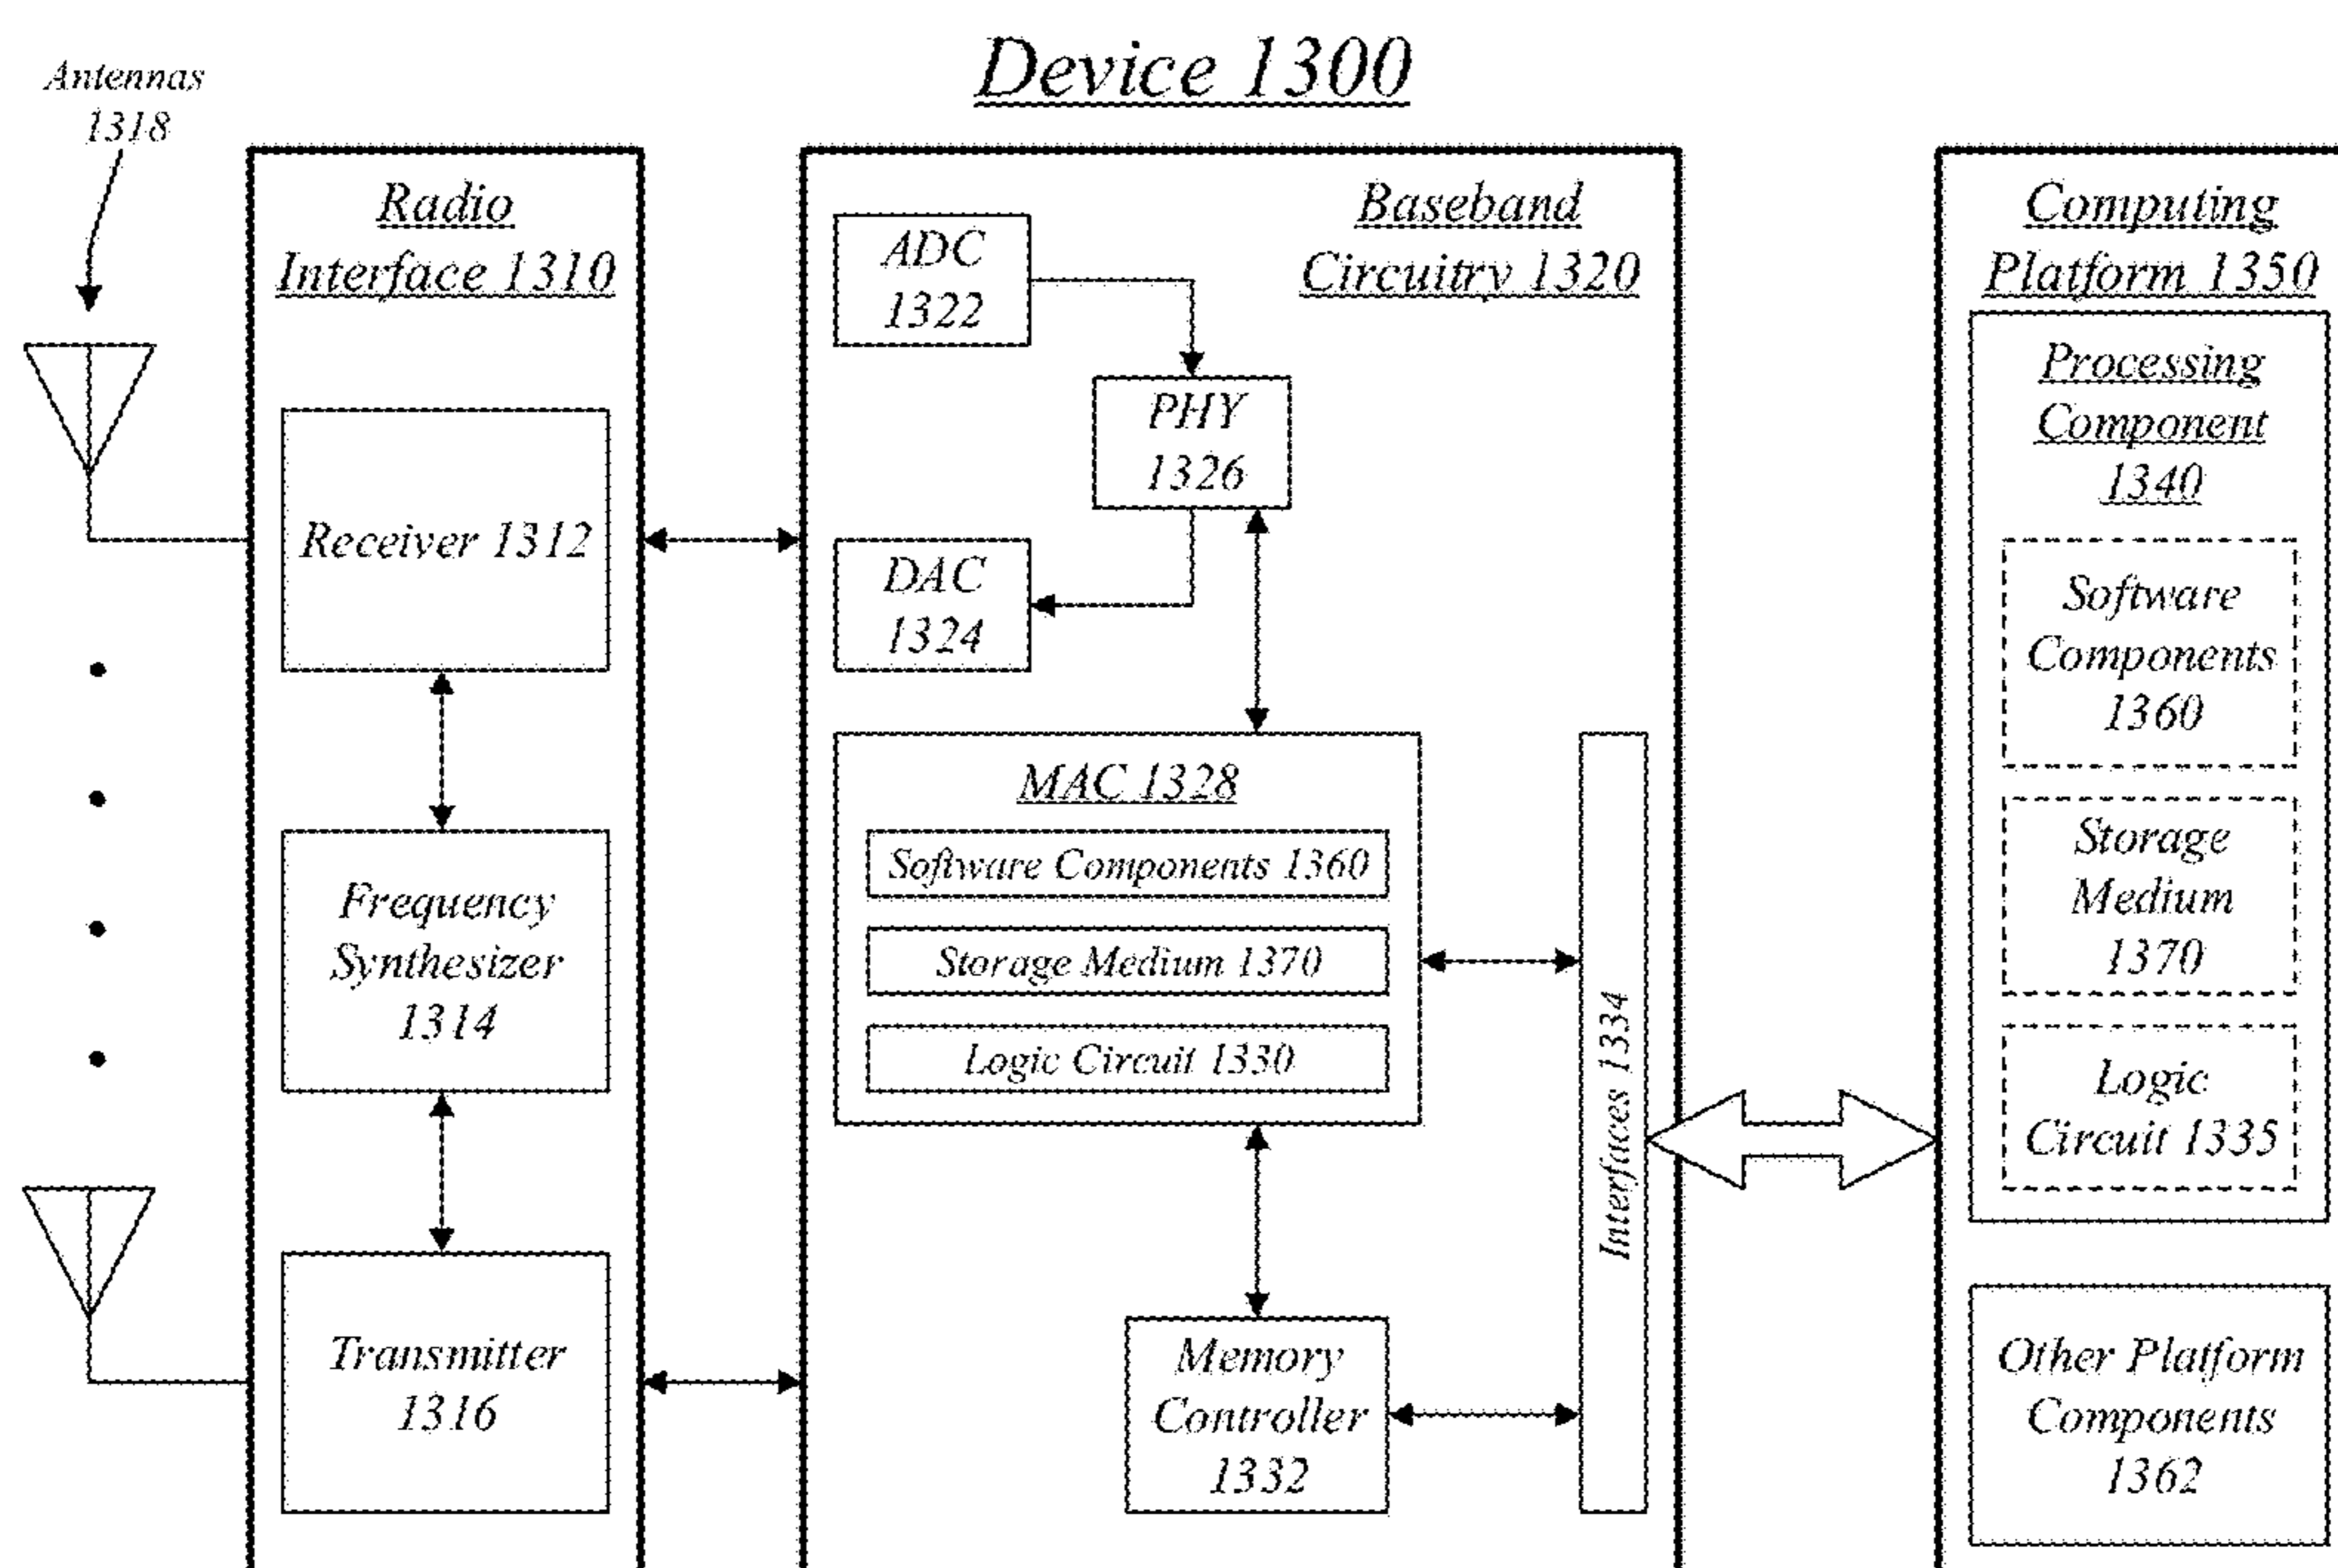 Device 1300
Antennas
1318
Radio
Interface 1310
Receiver 1312
Frequency
Synthesizer
1314
Transmitter
1316
Baseband
Circuitry 1320
ADC
1322
PHY
1326
DAC
1324
MAC 1328
Software Components 1360
Storage Medium 1370
Logic Circuit 1330
Interfaces 1334
Memory
Controller
1332
Computing
Platform 1350
Processing
Component
1340
Software
Components
1360
Storage
Medium
1370
Logic
Circuit 1335
Other Platform
Components
1362